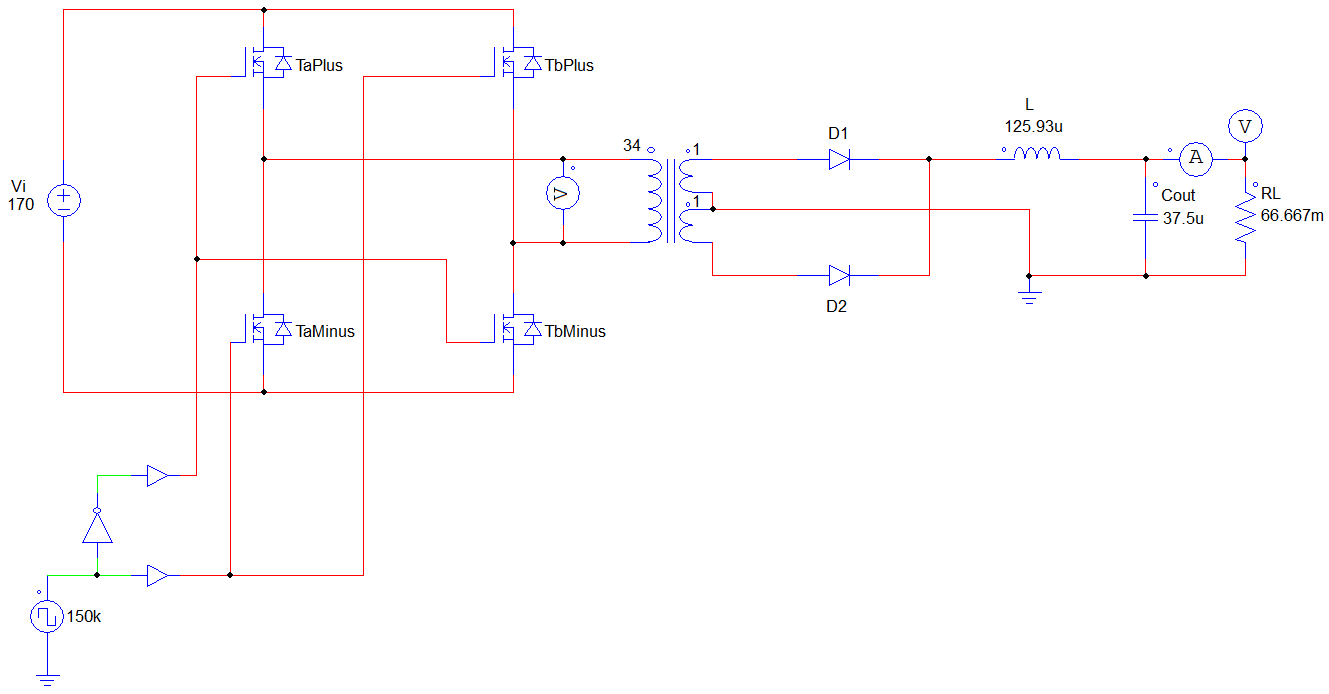 TaPlus
TbPlus
L
125.93u
D1
V
34
1
A
Vi
170
V
1
Cout
37.5u
RL
66.667m
D2
TaMinus
TbMinus
150k